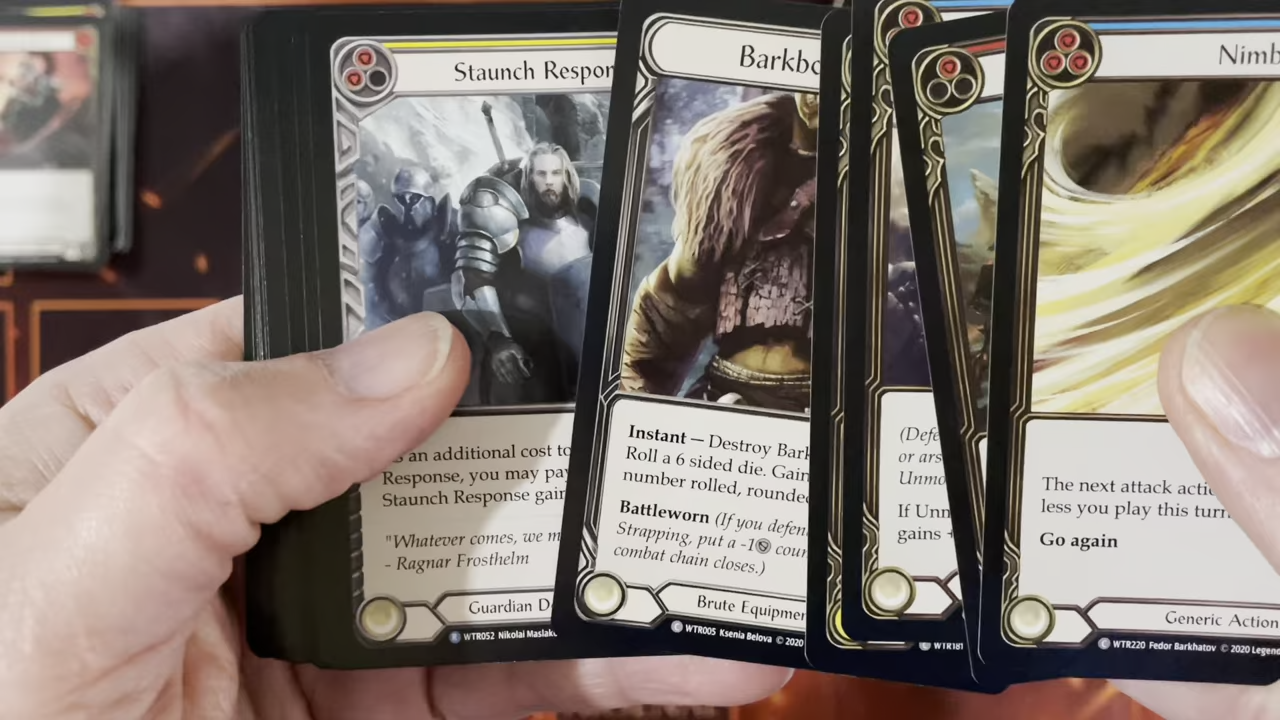 Staunch Respon
s an additional cost to
Response, you may pay
Staunch Response gain
"Whatever comes, we m
- Ragnar Frosthelm
Guardian D
WTR052 Nikolai Maslak
Barkbo
Instant — Destroy Bark
Roll a 6 sided die. Gain
number rolled, rounded
Battleworn (If you defen
Strapping, put a -1 coun
combat chain closes.)
Brute Equipmen
WTR005 Ksenia Belova © 2020
(Defe
or ars
Unmo
If Unm
gains +
WTR181
Nimb
The next attack actio
less you play this turn
Go again
Generic Action
WTR220 Fedor Barkhatov © 2020 Legend